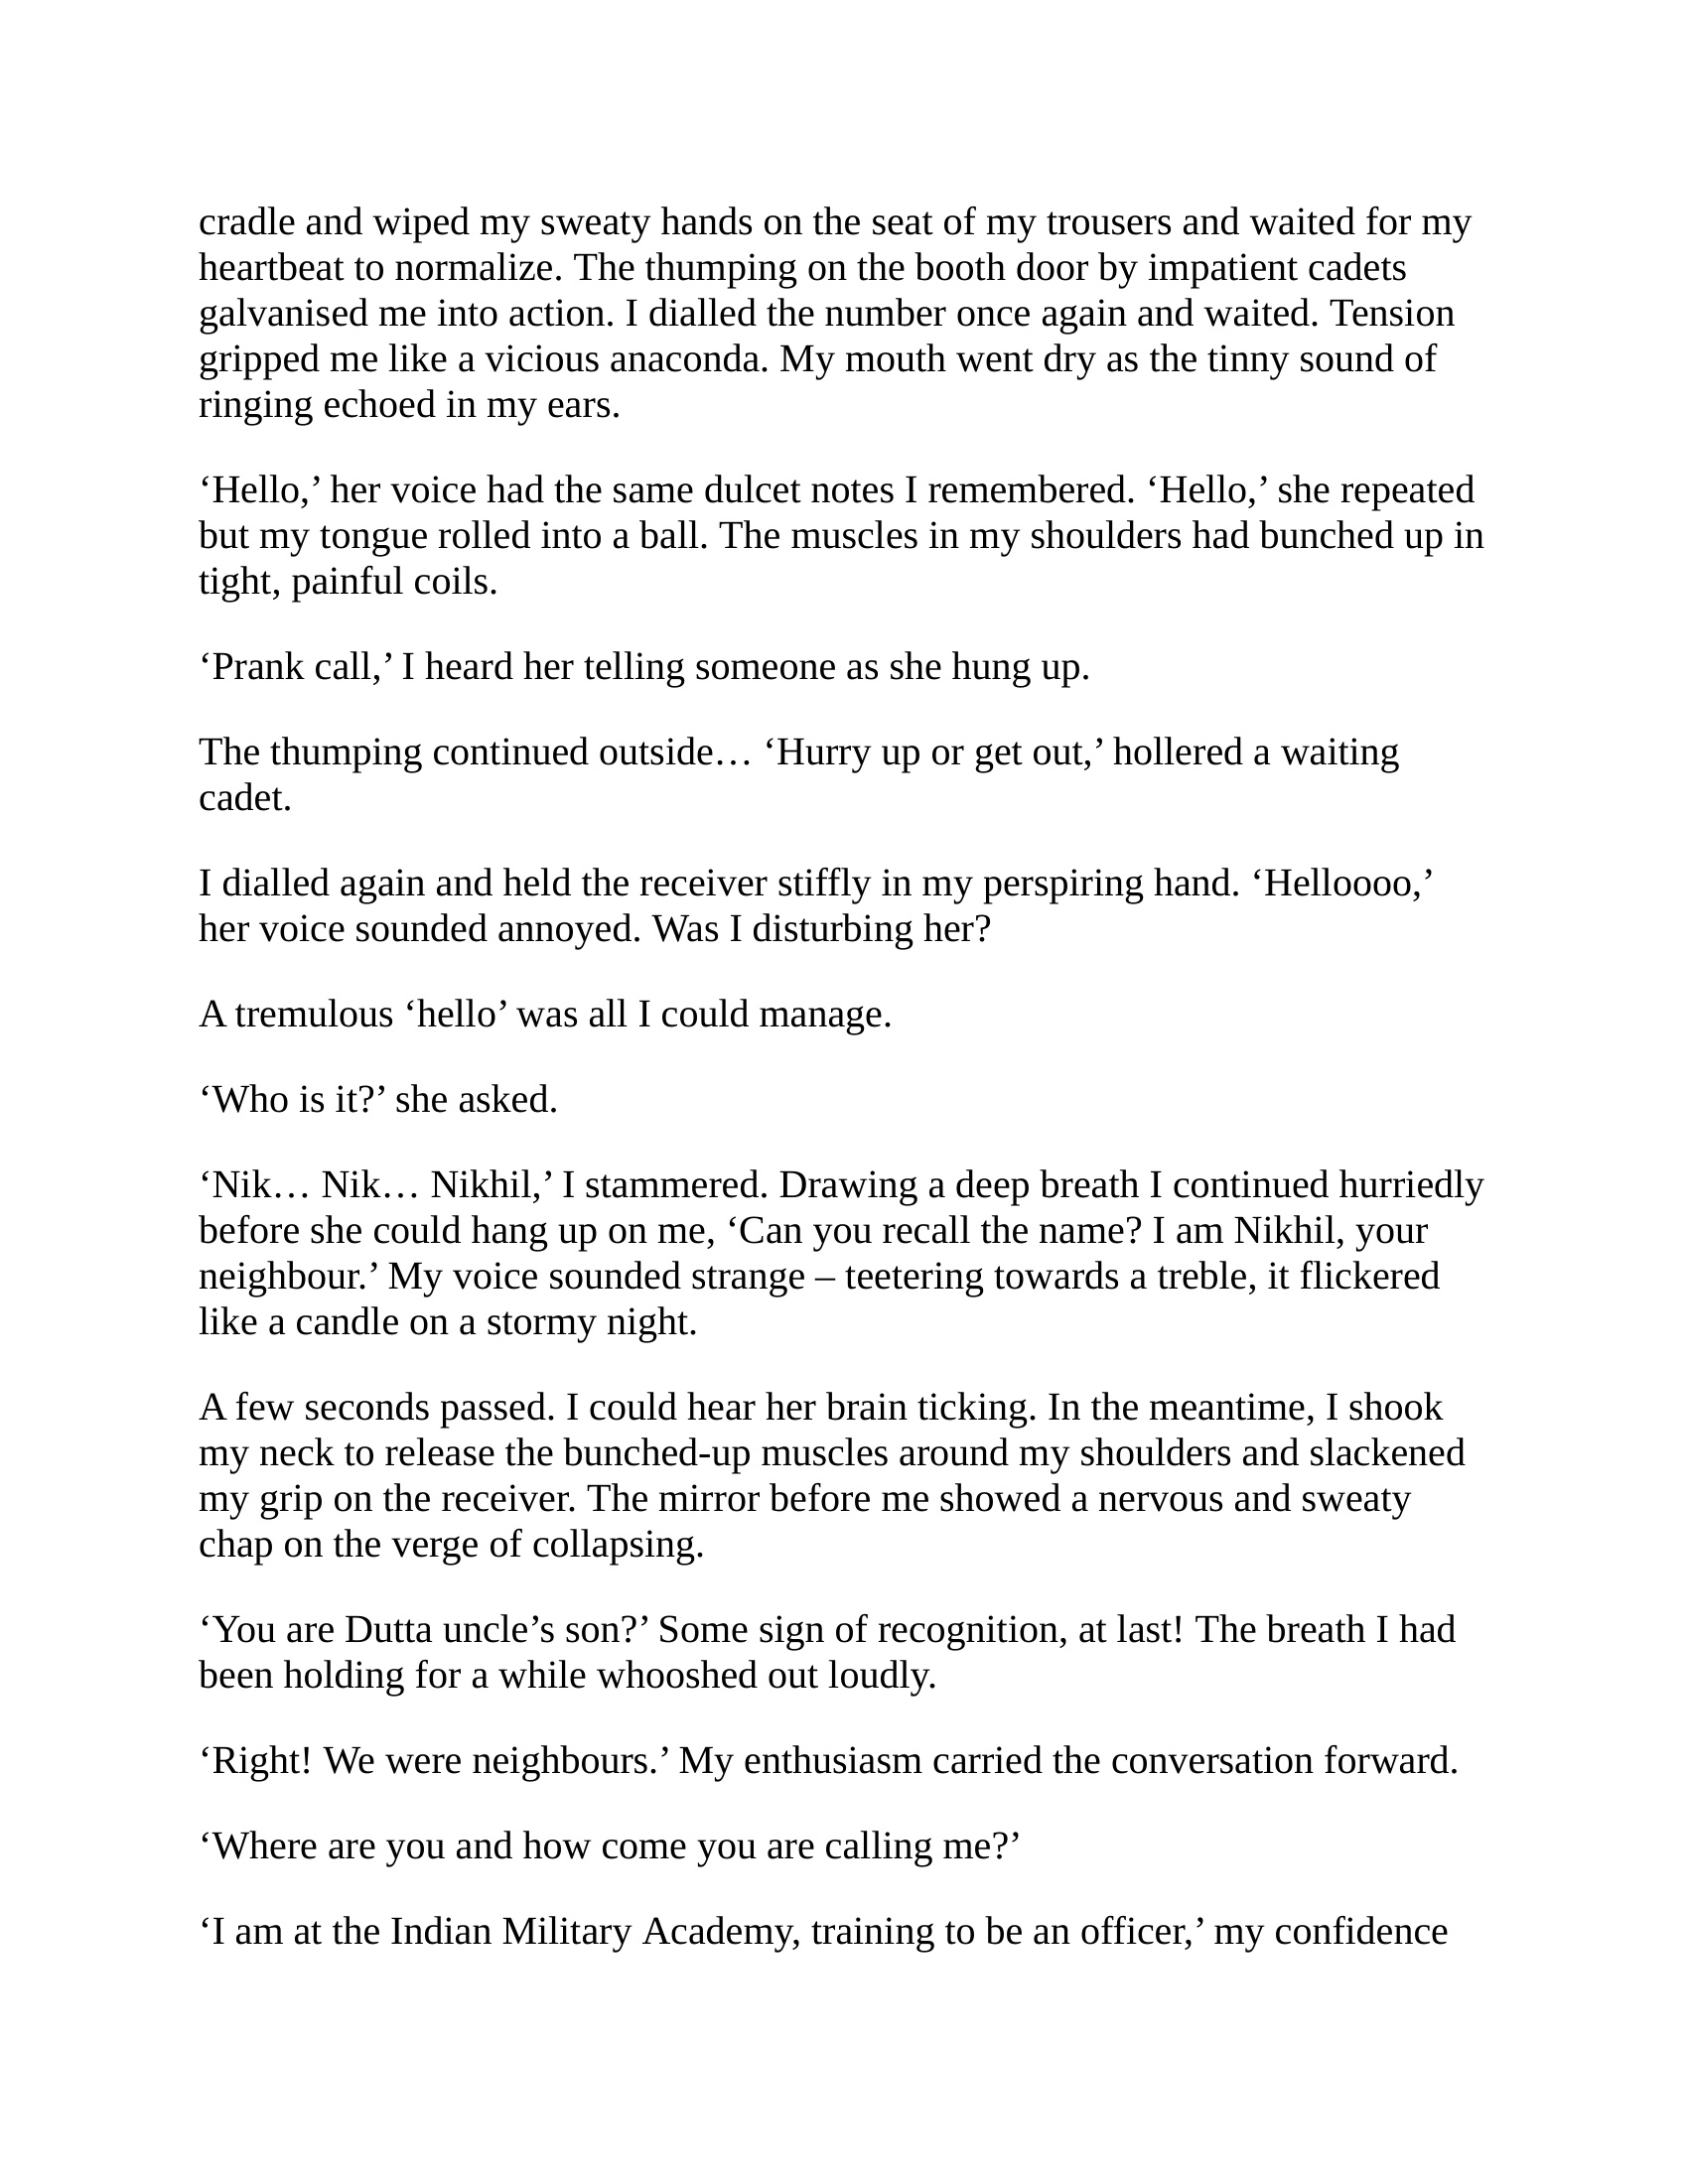 cradle and wiped my sweaty hands on the seat of my trousers and waited for my
heartbeat to normalize. The thumping on the booth door by impatient cadets
galvanised me into action. I dialled the number once again and waited. Tension
gripped me like a vicious anaconda. My mouth went dry as the tinny sound of
ringing echoed in my ears.
‘Hello,’ her voice had the same dulcet notes I remembered. ‘Hello,’ she repeated
but my tongue rolled into a ball. The muscles in my shoulders had bunched up in
tight, painful coils.
‘Prank call,’ I heard her telling someone as she hung up.
The thumping continued outside… ‘Hurry up or get out,’ hollered a waiting
cadet.
I dialled again and held the receiver stiffly in my perspiring hand. ‘Helloooo,’
her voice sounded annoyed. Was I disturbing her?
A tremulous ‘hello’ was all I could manage.
‘Who is it?’ she asked.
‘Nik… Nik… Nikhil,’ I stammered. Drawing a deep breath I continued hurriedly
before she could hang up on me, ‘Can you recall the name? I am Nikhil, your
neighbour.’ My voice sounded strange – teetering towards a treble, it flickered
like a candle on a stormy night.
A few seconds passed. I could hear her brain ticking. In the meantime, I shook
my neck to release the bunched-up muscles around my shoulders and slackened
my grip on the receiver. The mirror before me showed a nervous and sweaty
chap on the verge of collapsing.
‘You are Dutta uncle’s son?’ Some sign of recognition, at last! The breath I had
been holding for a while whooshed out loudly.
‘Right! We were neighbours.’ My enthusiasm carried the conversation forward.
‘Where are you and how come you are calling me?’
‘I am at the Indian Military Academy, training to be an officer,’ my confidence